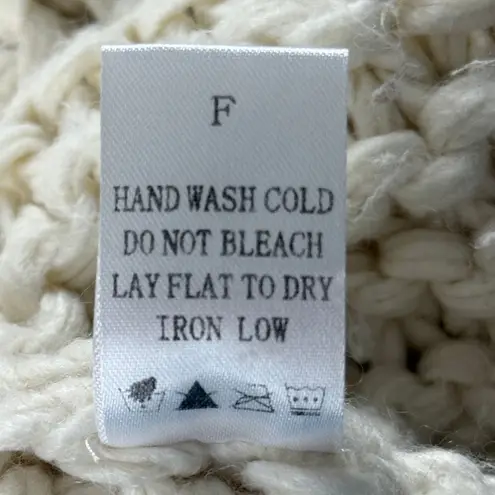 F
HAND WASH COLD
DO NOT BLEACH
LAY FLAT TO DRY
IRON LOW